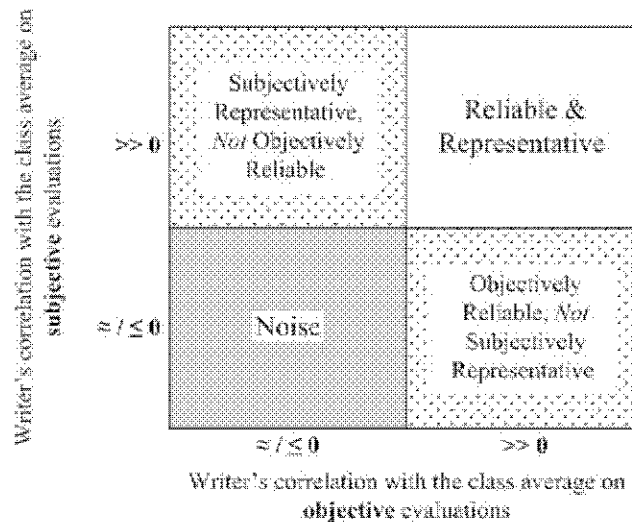 Writer's correlation with the class average on
subjective evaluations
>> 0
≈ / ≤ 0
Subjectively
Representative,
Not Objectively
Reliable
Reliable &
Representative
Noise
Objectively
Reliable, Not
Subjectively
Representative
≈ / ≤ 0
>> 0
Writer's correlation with the class average on
objective evaluations